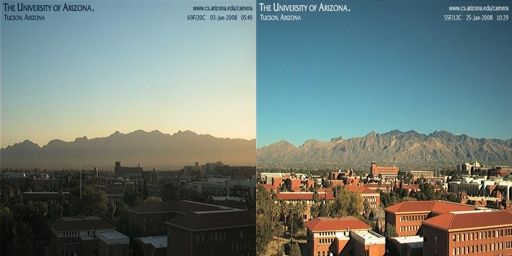 THE UNIVERSITY OF ARIZONA.
www.cs.arizona.edu/camera
TUCSON, ARIZONA
69F/20C 03-Jun-2008 05:49
THE UNIVERSITY OF ARIZONA.
www.cs.arizona.edu/camera
TUCSON, ARIZONA
55F/13C 25-Jan-2008 10:29